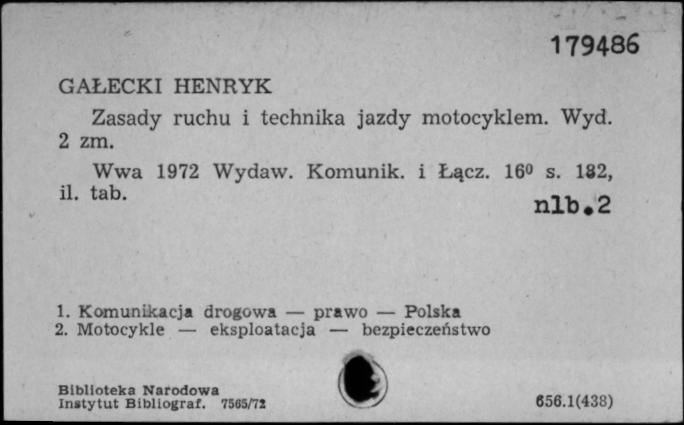 179486
GAŁECKI HENRYK
Zasady ruchu i technika jazdy motocyklem. Wyd.
2 zm.
Wwa 1972 Wydaw. Komunik. i Łącz. 16⁰ s. 182,
il. tab.
nlb.2
1. Komunikacja drogowa — prawo — Polska
2. Motocykle — eksploatacja — bezpieczeństwo
Biblioteka Narodowa
Instytut Bibliograf. 7565/72
656.1(438)